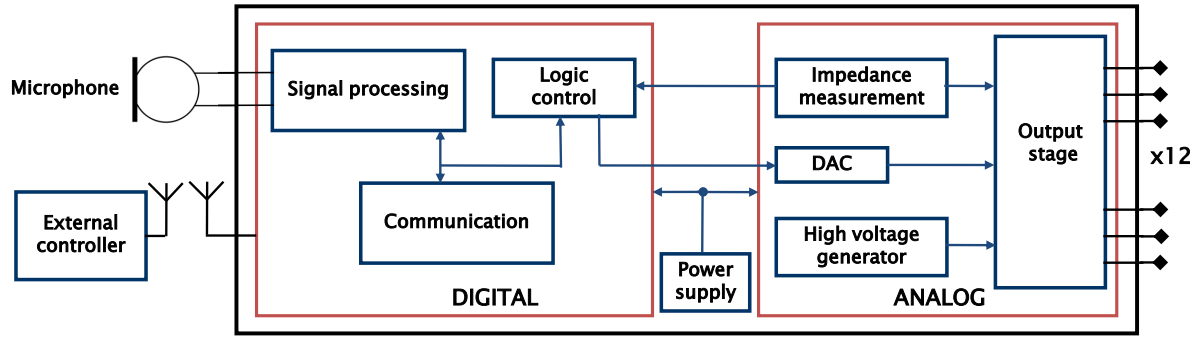 Microphone
External
controller
Signal processing
Logic
control
Communication
DIGITAL
Power
supply
Impedance
measurement
DAC
High voltage
generator
ANALOG
Output
stage
x12